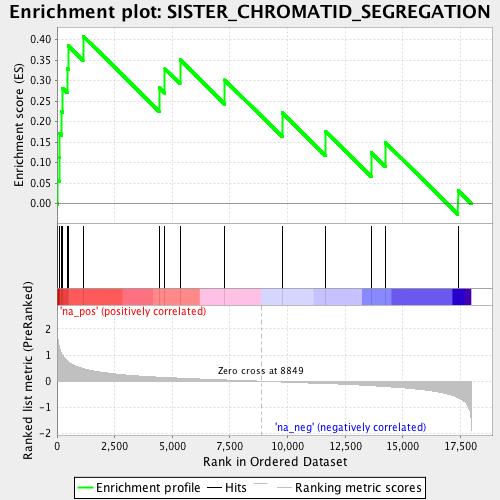 Enrichment plot: SISTER_CHROMATID_SEGREGATION
Enrichment score (ES)
0.40
0.35
0.30
0.25
0.20
0.15
0.10
0.05
0.00
'na_pos' (positively correlated)
Ranked list metric (PreRanked)
2
1
0
-1
-2
Zero cross at 8849
'na_neg' (negatively correlated)
0 2,500 5,000 7,500 10,000 12,500 15,000 17,500
Rank in Ordered Dataset
Enrichment profile Hits Ranking metric scores